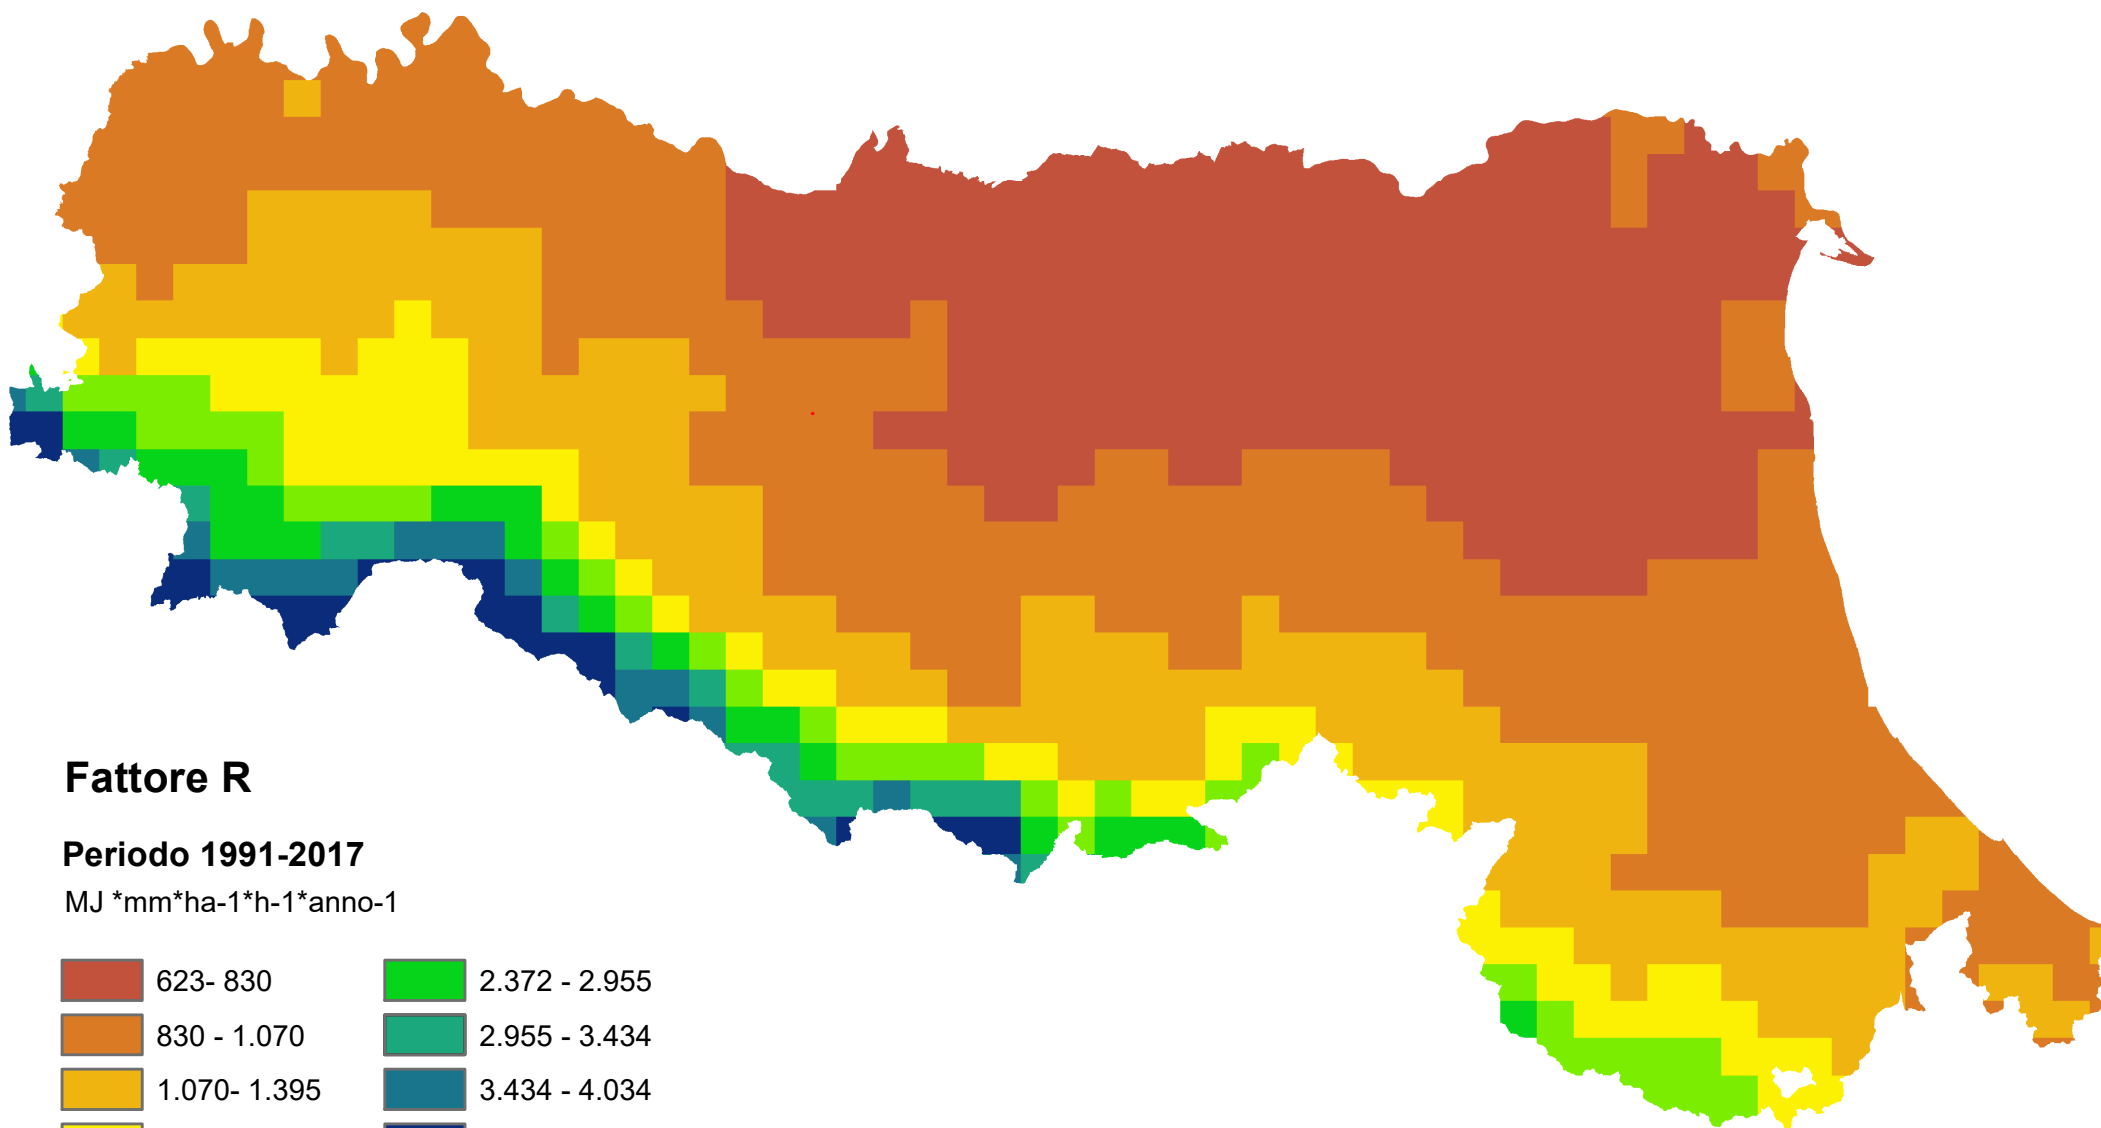 Fattore R
Periodo 1991-2017
MJ *mm*ha-1*h-1*anno-1
623- 830
2.372 - 2.955
830 - 1.070
2.955 - 3.434
1.070- 1.395
3.434 - 4.034